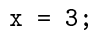 x = 3;